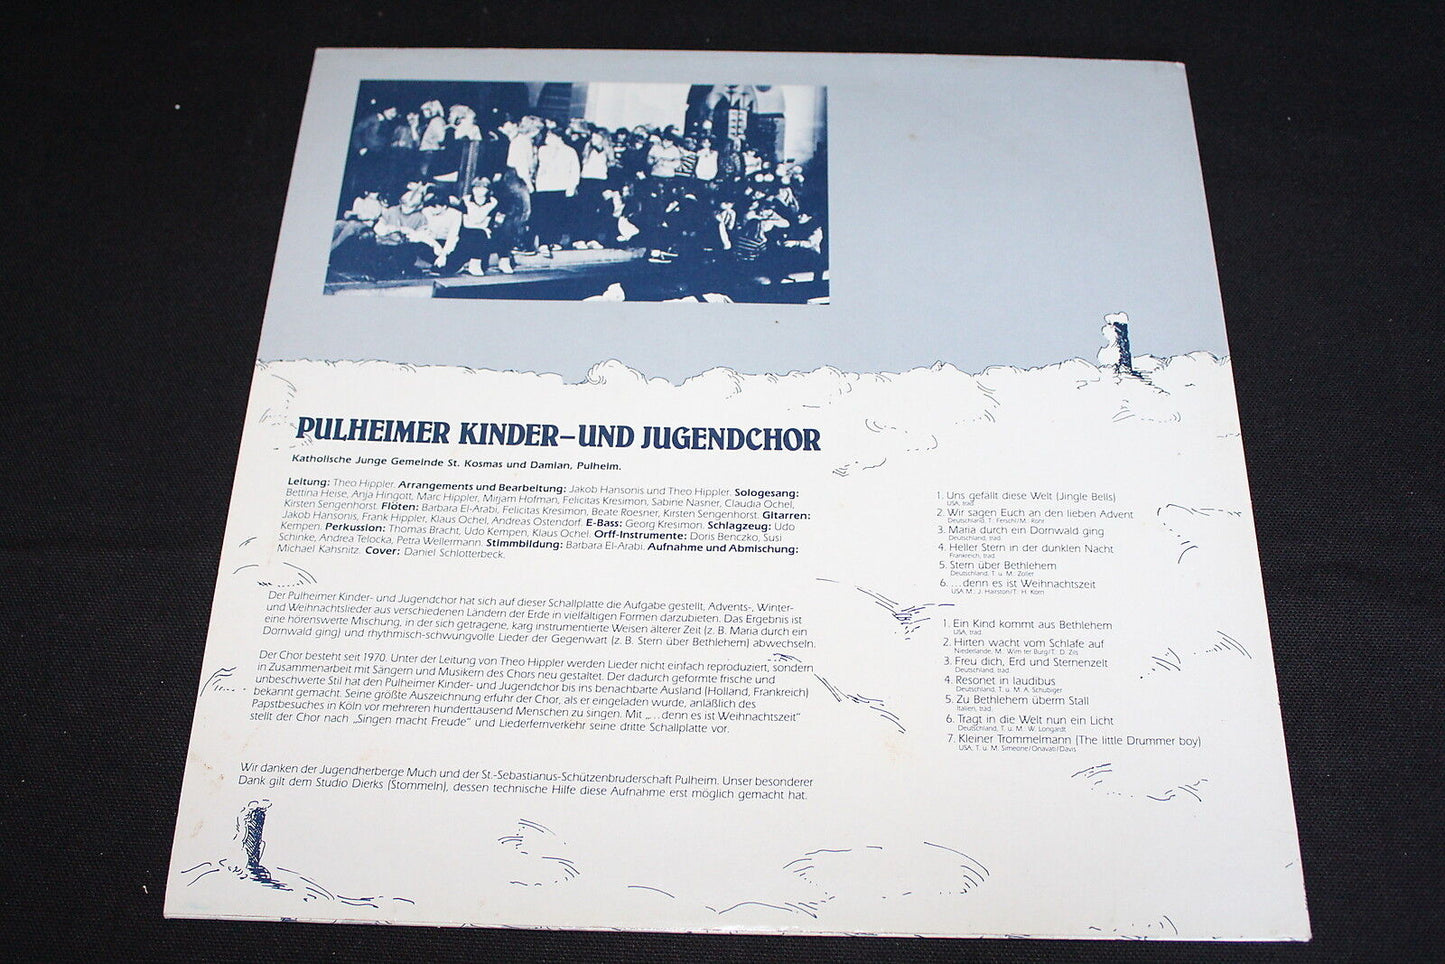 PULHEIMER KINDER–UND JUGENDCHOR
Katholische Junge Gemeinde St. Kosmas und Damian, Pulheim.
Leitung: Theo Hippler. Arrangements und Bearbeitung: Jakob Hansonis und Theo Hippler. Sologesang:
Bettina Heise, Anja Hingott, Marc Hippler, Mirjam Hofman, Felicitas Kresimon, Sabine Nasner, Claudia Ochel,
Kirsten Sengenhorst. Flöten: Barbara El-Arabi, Felicitas Kresimon, Beate Roesner, Kirsten Sengenhorst. Gitarren:
Jakob Hansonis, Frank Hippler, Klaus Ochel, Andreas Ostendorf. E-Bass: Georg Kresimon. Schlagzeug: Udo
Kempen. Perkussion: Thomas Bracht, Udo Kempen, Klaus Ochel. Orff-Instrumente: Doris Benczko, Susi
Schinke, Andrea Telocka, Petra Wellermann. Stimmbildung: Barbara El-Arabi. Aufnahme und Abmischung:
Michael Kahsnitz. Cover: Daniel Schlotterbeck.
Der Pulheimer Kinder- und Jugendchor hat sich auf dieser Schallplatte die Aufgabe gestellt, Advents-, Winter-
und Weihnachtslieder aus verschiedenen Ländern der Erde in vielfältigen Formen darzubieten. Das Ergebnis ist
eine hörenswerte Mischung, in der sich getragene, karg instrumentierte Weisen älterer Zeit (z. B. Maria durch ein
Dornwald ging) und rhythmisch-schwungvolle Lieder der Gegenwart (z. B. Stern über Bethlehem) abwechseln.
Der Chor besteht seit 1970. Unter der Leitung von Theo Hippler werden Lieder nicht einfach reproduziert, sondern
in Zusammenarbeit mit Sängern und Musikern des Chors neu gestaltet. Der dadurch geformte frische und
unbeschwerte Stil hat den Pulheimer Kinder- und Jugendchor bis ins benachbarte Ausland (Holland, Frankreich)
bekannt gemacht. Seine größte Auszeichnung erfuhr der Chor, als er eingeladen wurde, anläßlich des
Papstbesuches in Köln vor mehreren hunderttausend Menschen zu singen. Mit „...denn es ist Weihnachtszeit“
stellt der Chor nach „Singen macht Freude“ und Liederfernverkehr seine dritte Schallplatte vor.
Wir danken der Jugendherberge Much und der St.-Sebastianus-Schützenbruderschaft Pulheim. Unser besonderer
Dank gilt dem Studio Dierks (Stommeln), dessen technische Hilfe diese Aufnahme erst möglich gemacht hat.
1. Uns gefällt diese Welt (Jingle Bells)
USA, trad.
2. Wir sagen Euch an den lieben Advent
Deutschland, T.: Ferschl/M.: Rohr
3. Maria durch ein Dornwald ging
Deutschland, trad.
4. Heller Stern in der dunklen Nacht
Frankreich, trad.
5. Stern über Bethlehem
Deutschland, T. u. M. Zoller
6. ...denn es ist Weihnachtszeit
USA M.: J. Hairston/T.: H. Korn
1. Ein Kind kommt aus Bethlehem
USA, trad.
2. Hirten wacht vom Schlafe auf
Niederlande, M.: Wim ter Burg/T.: D. Zils
3. Freu dich, Erd und Sternenzelt
Deutschland, trad.
4. Resonet in laudibus
Deutschland, T. u. M. A. Schubiger
5. Zu Bethlehem überm Stall
Italien, trad.
6. Tragt in die Welt nun ein Licht
Deutschland, T. u. M. W. Longardt
7. Kleiner Trommelmann (The little Drummer boy)
USA, T. u. M. Simeone/Onavati/Davis